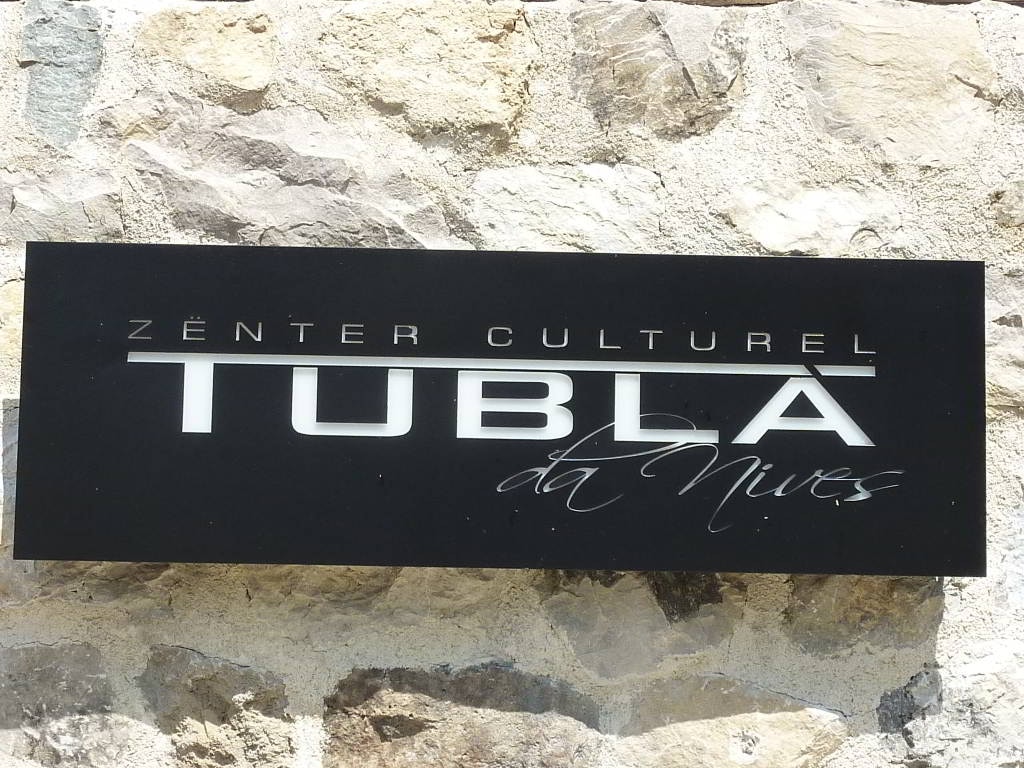 ZËNTER CULTUREL
TUBLÀ
da Nives